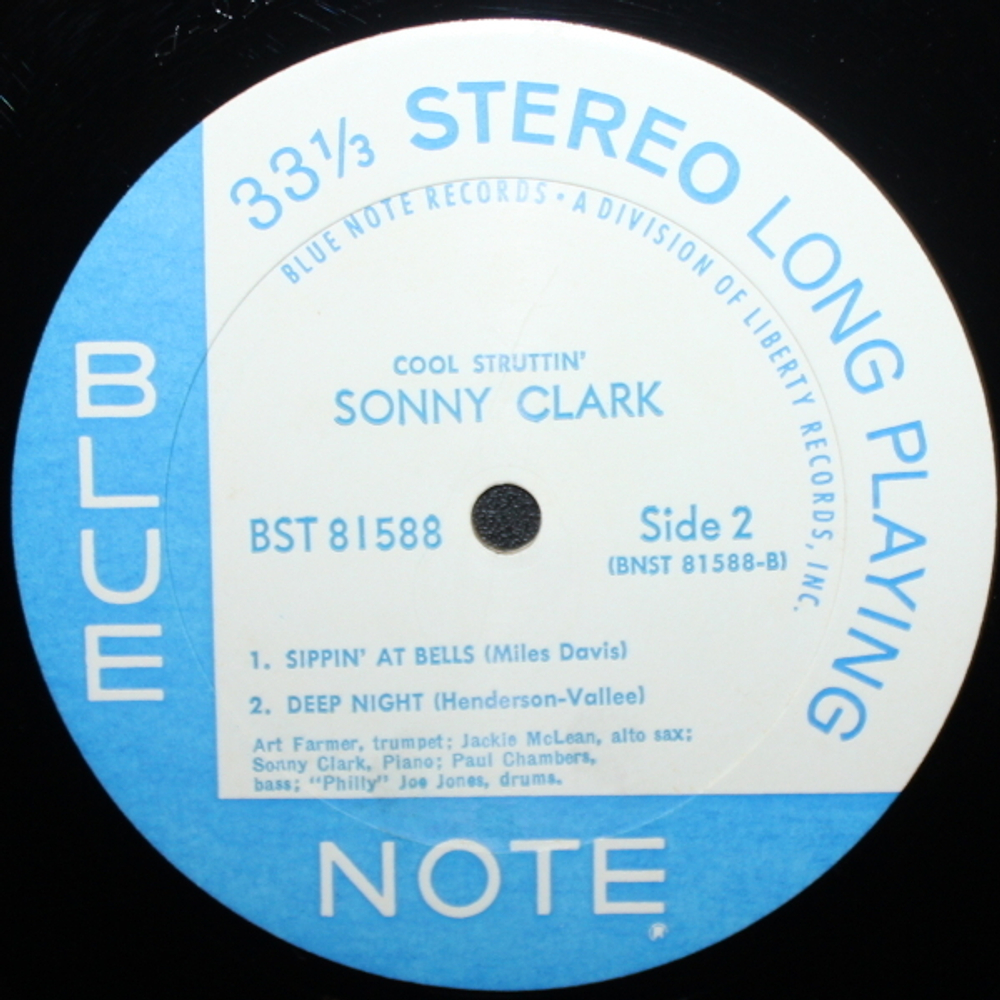 33⅓ STEREO LONG PLAYING
BLUE NOTE RECORDS • A DIVISION OF LIBERTY RECORDS, INC.
COOL STRUTTIN'
SONNY CLARK
BST 81588
Side 2
(BNST 81588-B)
1. SIPPIN' AT BELLS (Miles Davis)
2. DEEP NIGHT (Henderson-Vallee)
Art Farmer, trumpet; Jackie McLean, alto sax;
Sonny Clark, Piano; Paul Chambers,
bass; "Philly" Joe Jones, drums.
BLUE
NOTE
®